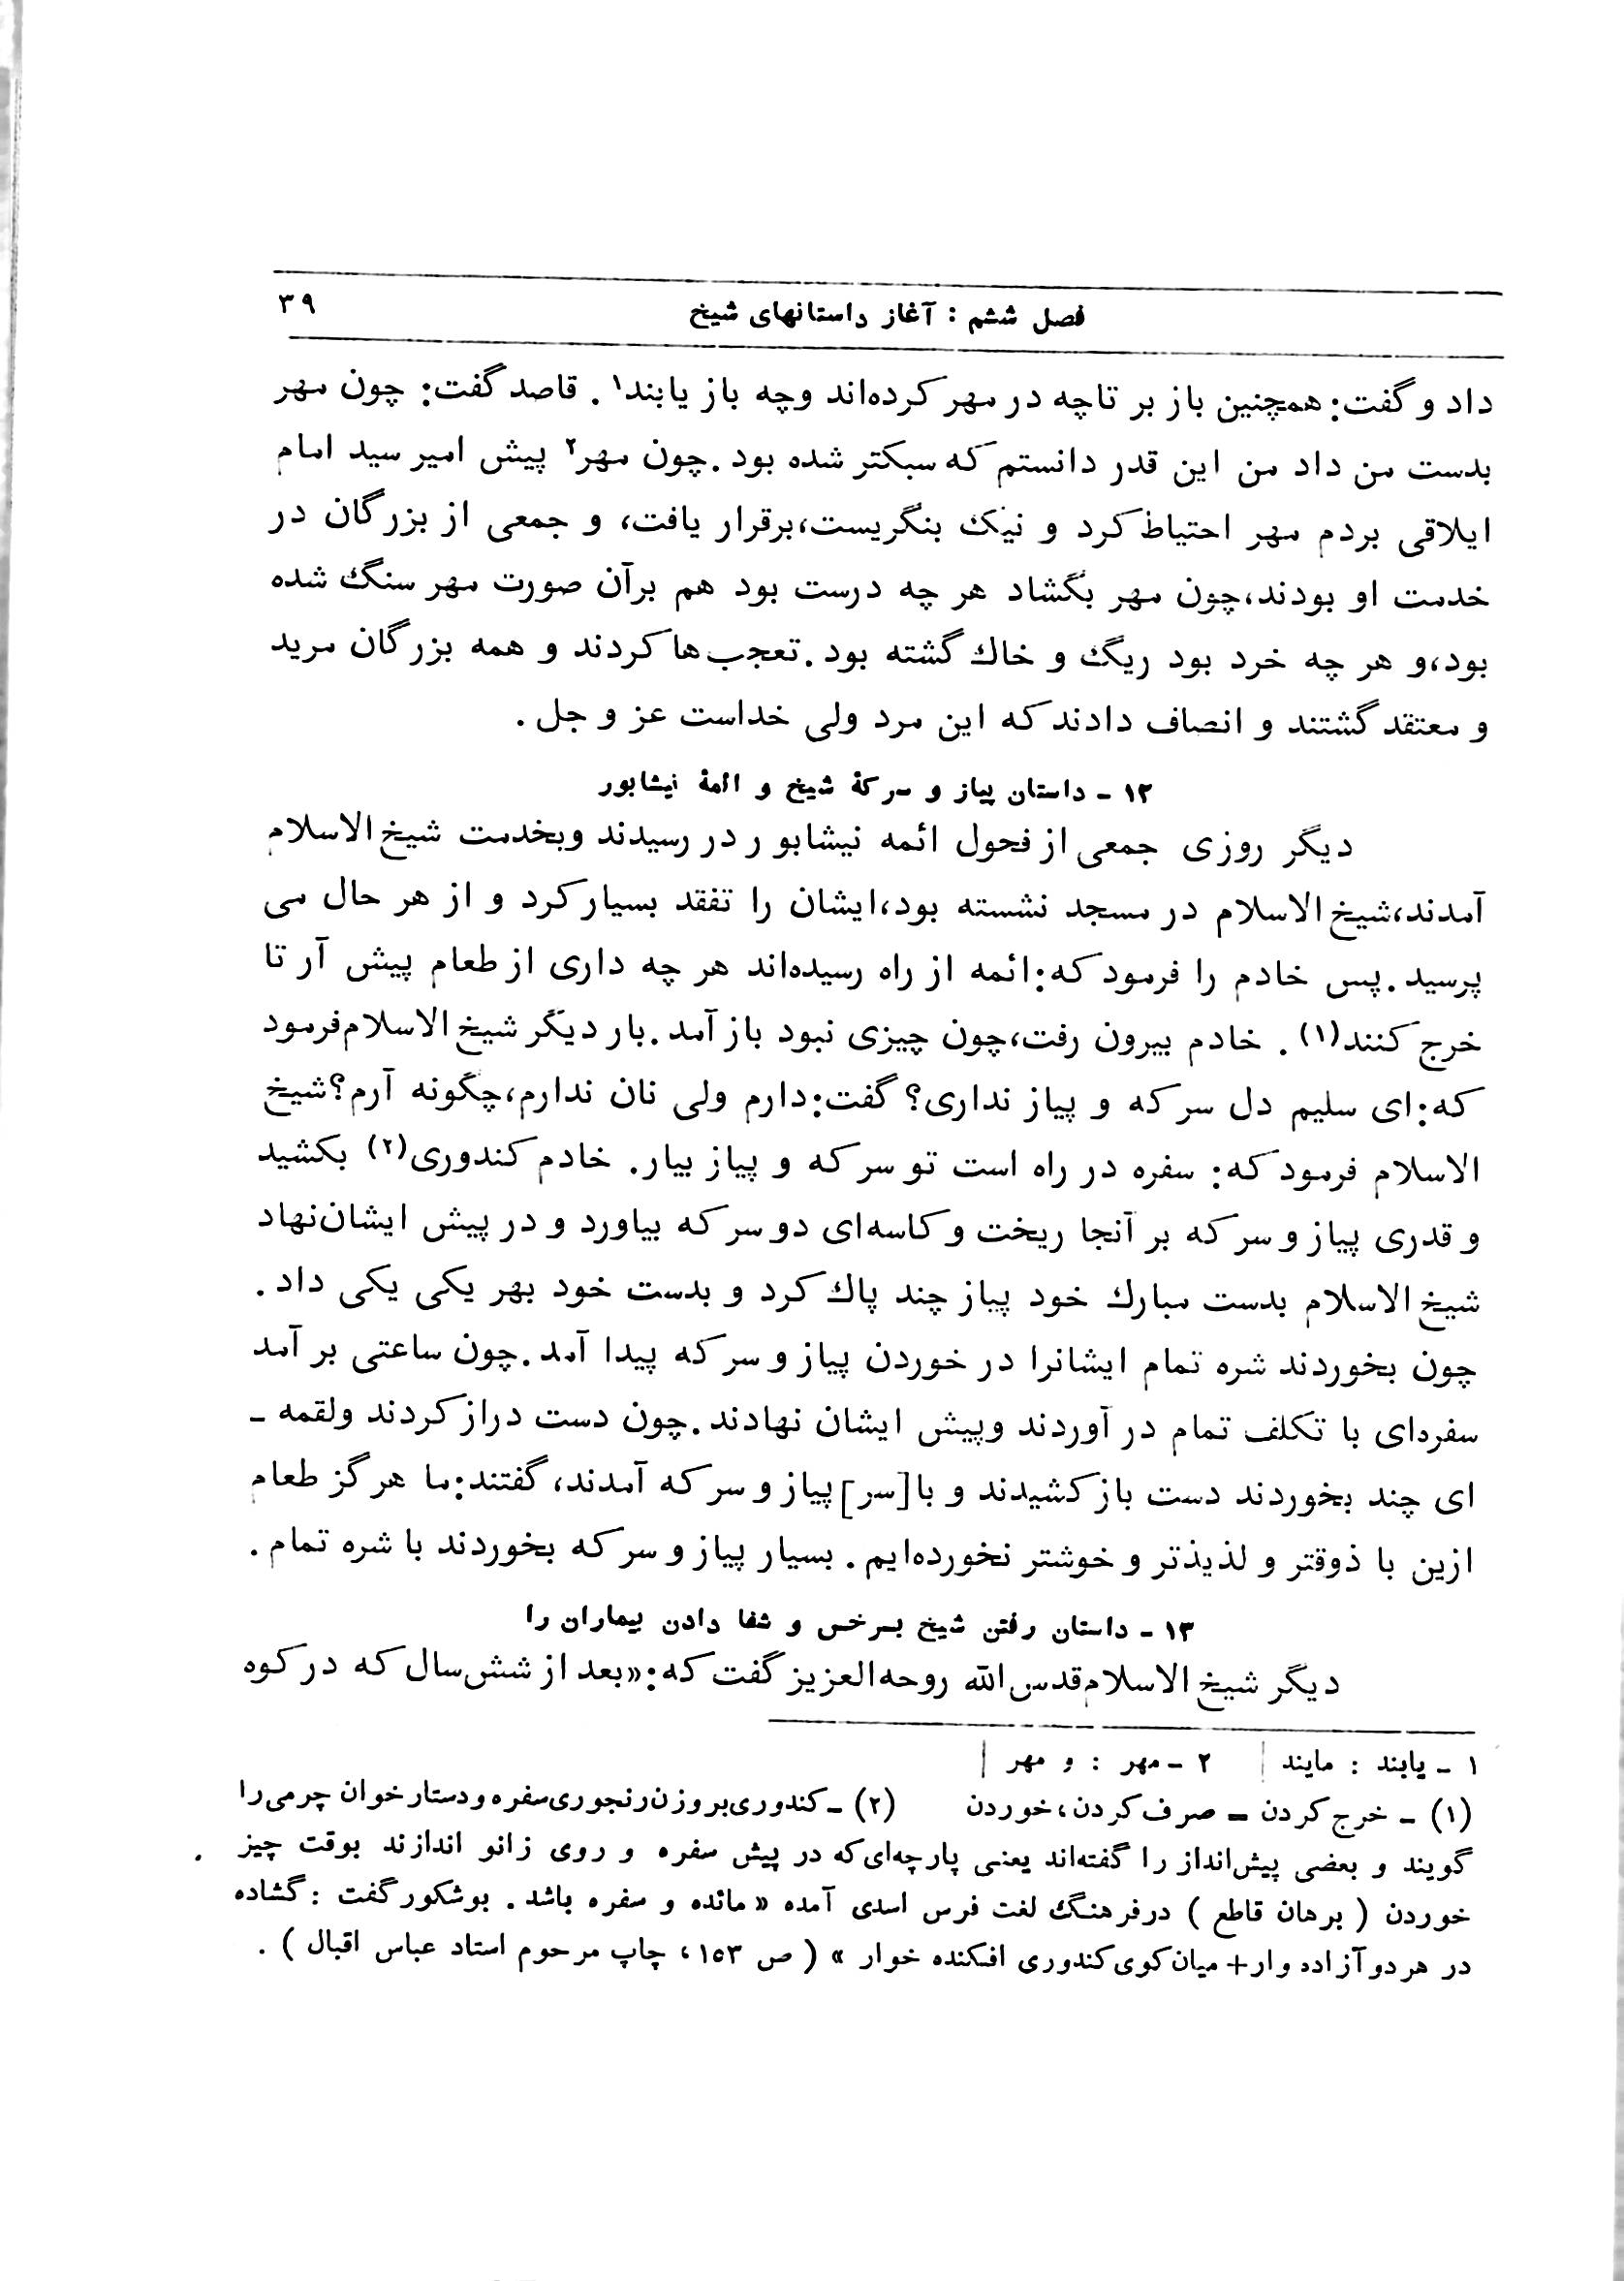 فصل ششم : آغاز داستانهای شیخ ۳۹
داد و گفت: همچنین باز بر تاچه در مهر کرده‌اند وچه باز یابند۱ . قاصد گفت: چون مهر
بدست من داد من این قدر دانستم که سبکتر شده بود . چون مهر۲ پیش امیر سید امام
ایلاقی بردم مهر احتیاط کرد و نیک بنگریست، برقرار یافت، و جمعی از بزرگان در
خدمت او بودند، چون مهر بگشاد هر چه درست بود هم برآن صورت مهر سنگ شده
بود، و هر چه خرد بود ریگ و خاك گشته بود . تعجب‌ها کردند و همه بزرگان مرید
و معتقد گشتند و انصاف دادند که این مرد ولی خداست عز و جل .
۱۲ - داستان پیاز و سرکهٔ شیخ و ائمهٔ نیشابور
دیگر روزی جمعی از فحول ائمه نیشابور در رسیدند وبخدمت شیخ الاسلام
آمدند، شیخ الاسلام در مسجد نشسته بود، ایشان را تفقد بسیار کرد و از هر حال می
پرسید . پس خادم را فرمود که: ائمه از راه رسیده‌اند هر چه داری از طعام پیش آر تا
خرج کنند(۱) . خادم بیرون رفت، چون چیزی نبود باز آمد . بار دیگر شیخ الاسلام فرمود
که: ای سلیم دل سرکه و پیاز نداری؟ گفت: دارم ولی نان ندارم، چگونه آرم؟ شیخ
الاسلام فرمود که: سفره در راه است تو سرکه و پیاز بیار. خادم کندوری(۲) بکشید
و قدری پیاز و سرکه بر آنجا ریخت و کاسه‌ای دو سرکه بیاورد و در پیش ایشان نهاد
شیخ الاسلام بدست مبارك خود پیاز چند پاك کرد و بدست خود بهر یکی یکی داد .
چون بخوردند شره تمام ایشانرا در خوردن پیاز و سرکه پیدا آمد . چون ساعتی بر آمد
سفره‌ای با تکلف تمام در آوردند وپیش ایشان نهادند . چون دست دراز کردند ولقمه -
ای چند بخوردند دست باز کشیدند و با [سر] پیاز و سرکه آمدند، گفتند: ما هرگز طعام
ازین با ذوقتر و لذیذتر و خوشتر نخورده‌ایم . بسیار پیاز و سرکه بخوردند با شره تمام .
۱۳ - داستان رفتن شیخ بسرخس و شفا دادن بیماران را
دیگر شیخ الاسلام قدس الله روحه العزیز گفت که: «بعد از شش سال که در کوه
۱ - یابند : مایند | ۲ - مهر : و مهر |
(۱) - خرج کردن = صرف کردن، خوردن (۲) - کندوری بر وزن رنجوری سفره و دستار خوان چرمی را
گویند و بعضی پیش‌انداز را گفته‌اند یعنی پارچه‌ای که در پیش سفره و روی زانو اندازند بوقت چیز
خوردن ( برهان قاطع ) در فرهنگ لغت فرس اسدی آمده « مائده و سفره باشد . بوشکور گفت : گشاده
در هر دو آزاده وار + میان کوی کندوری افکنده خوار » ( ص ۱۵۳، چاپ مرحوم استاد عباس اقبال ) .